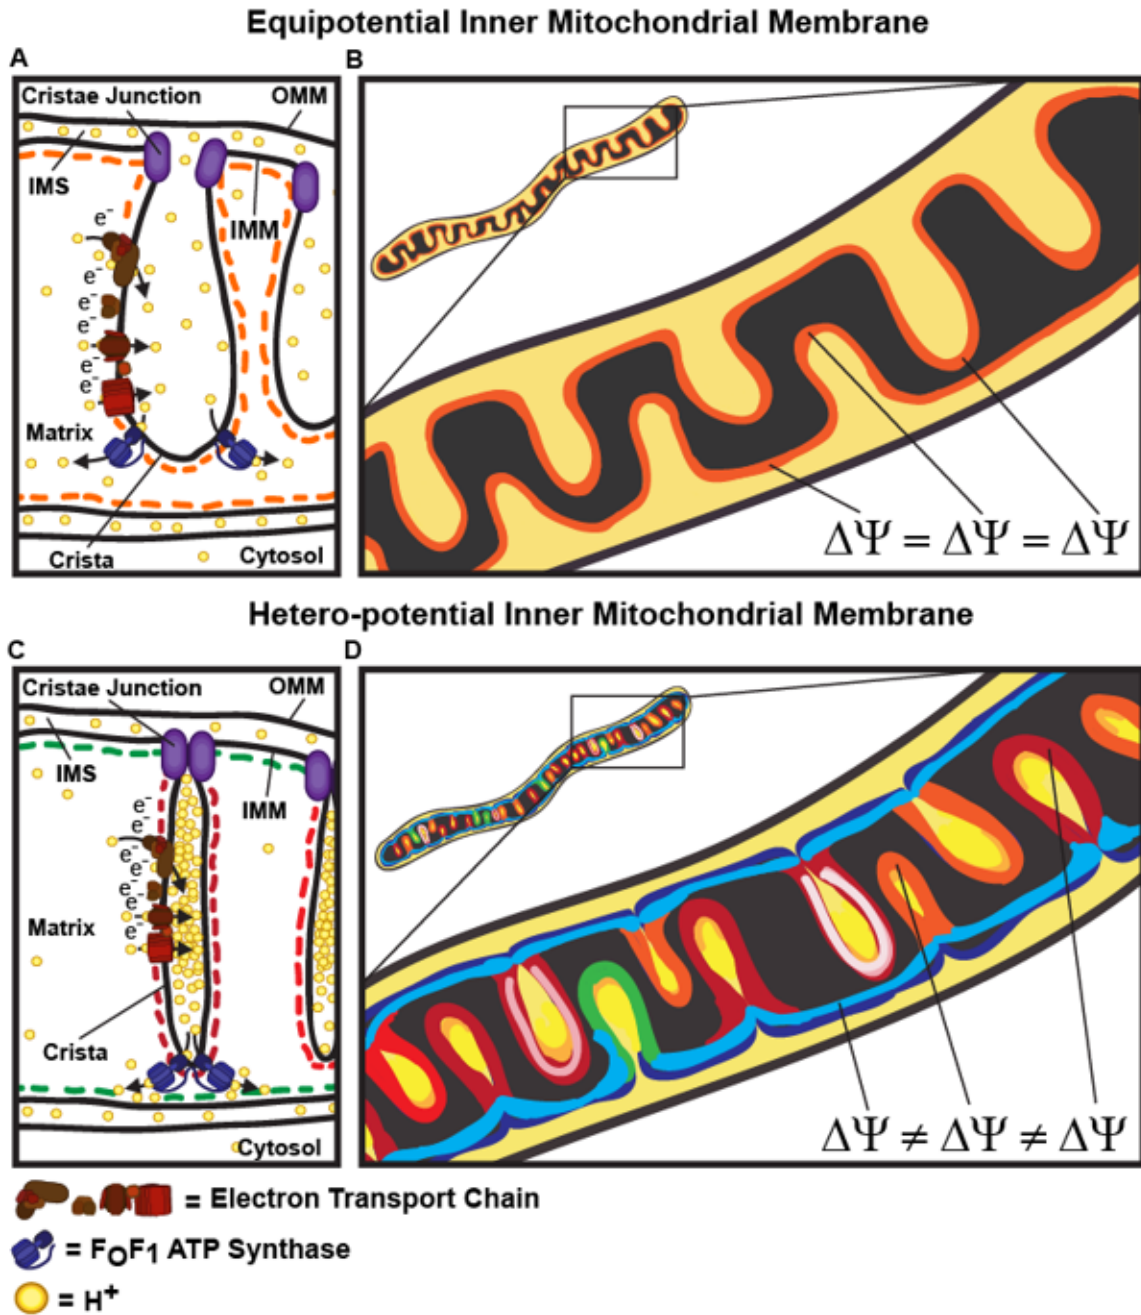 Equipotential Inner Mitochondrial Membrane
A
B
Cristae Junction
OMM
IMS
IMM
e-
e-
e-
e-
e-
Matrix
Crista
Cytosol
ΔΨ = ΔΨ = ΔΨ
Hetero-potential Inner Mitochondrial Membrane
C
D
Cristae Junction
OMM
IMS
IMM
e-
e-
e-
e-
e-
e-
Matrix
Crista
Cytosol
ΔΨ ≠ ΔΨ ≠ ΔΨ
= Electron Transport Chain
= FOF1 ATP Synthase
= H+